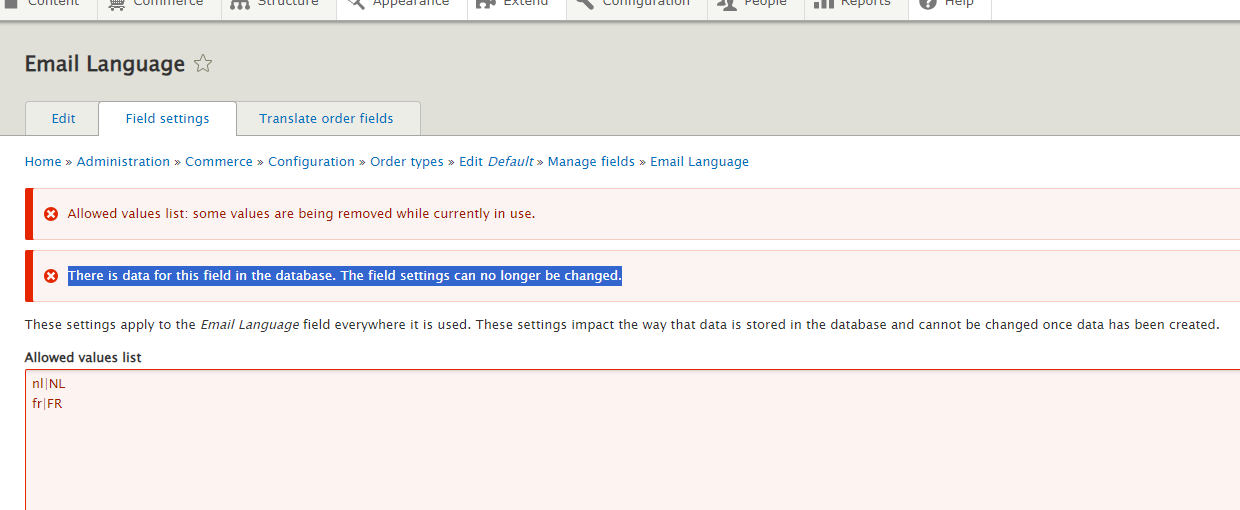 Content Commerce Structure Appearance Extend Configuration People Reports Help
Email Language
Edit Field settings Translate order fields
Home » Administration » Commerce » Configuration » Order types » Edit Default » Manage fields » Email Language
Allowed values list: some values are being removed while currently in use.
There is data for this field in the database. The field settings can no longer be changed.
These settings apply to the Email Language field everywhere it is used. These settings impact the way that data is stored in the database and cannot be changed once data has been created.
Allowed values list
nl|NL
fr|FR